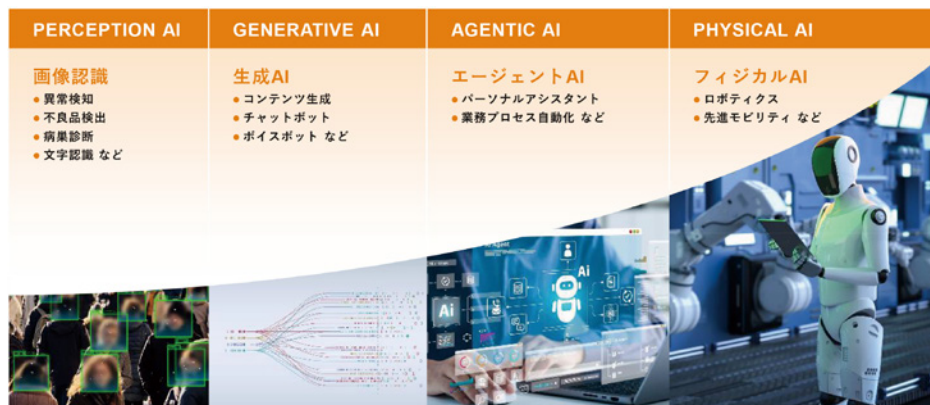 PERCEPTION AI
画像認識
• 異常検知
• 不良品検出
• 病巣診断
• 文字認識 など
GENERATIVE AI
生成AI
• コンテンツ生成
• チャットボット
• ボイスボット など
AGENTIC AI
エージェントAI
• パーソナルアシスタント
• 業務プロセス自動化 など
PHYSICAL AI
フィジカルAI
• ロボティクス
• 先進モビリティ など
AI Agent
Ai
Ai